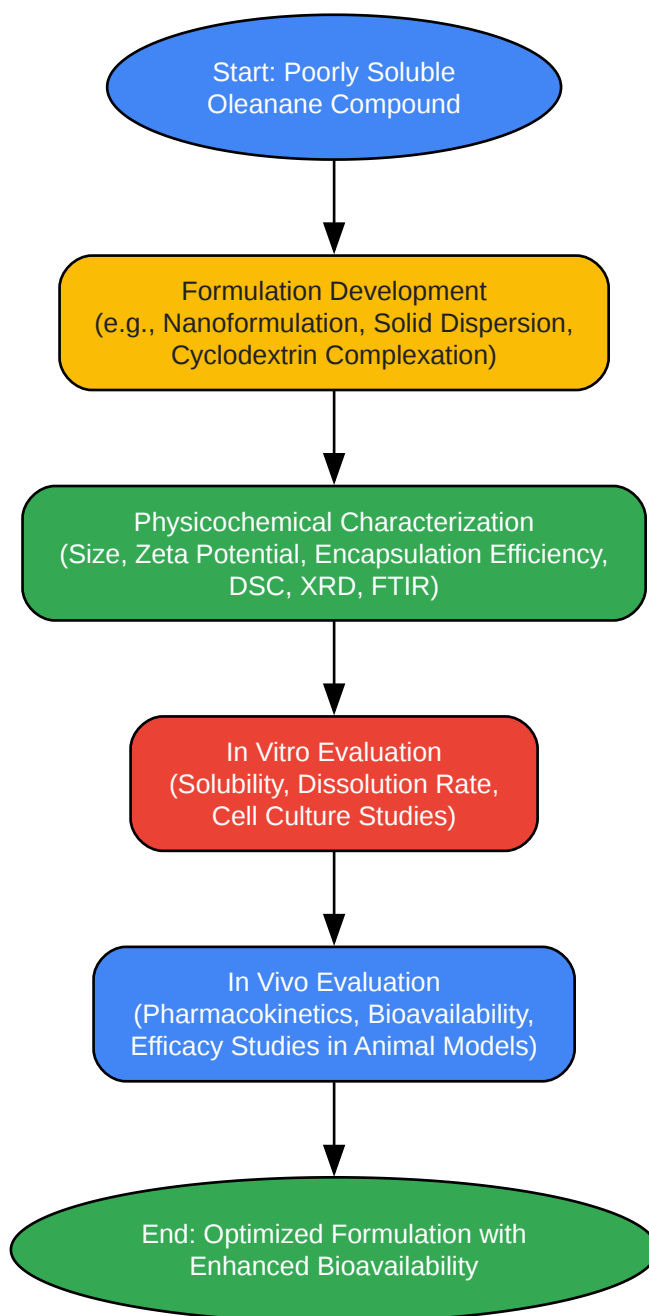 Start: Poorly Soluble
Oleanane Compound
Formulation Development
(e.g., Nanoformulation, Solid Dispersion,
Cyclodextrin Complexation)
Physicochemical Characterization
(Size, Zeta Potential, Encapsulation Efficiency,
DSC, XRD, FTIR)
In Vitro Evaluation
(Solubility, Dissolution Rate,
Cell Culture Studies)
In Vivo Evaluation
(Pharmacokinetics, Bioavailability,
Efficacy Studies in Animal Models)
End: Optimized Formulation with
Enhanced Bioavailability